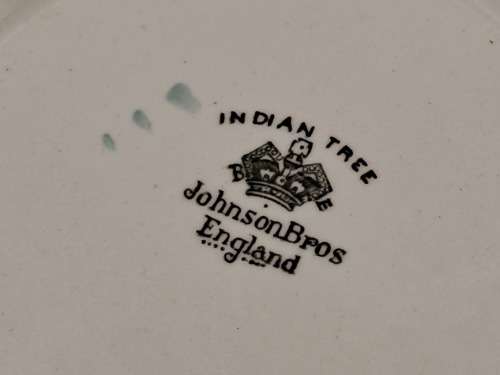 INDIAN TREE
B E
JohnsonBros
England